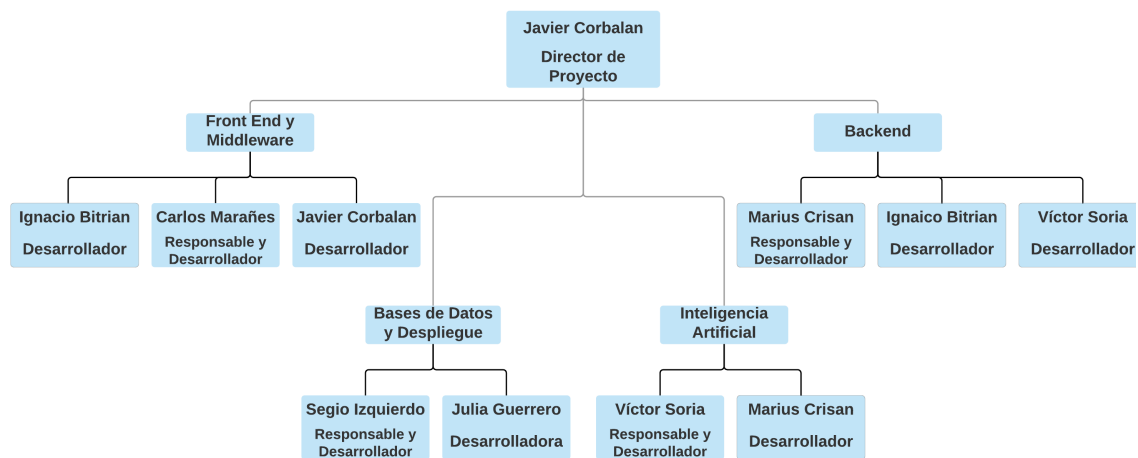 Javier Corbalan
Director de
Proyecto
Front End y
Middleware
Backend
Ignacio Bitrian
Desarrollador
Carlos Marañes
Responsable y
Desarrollador
Javier Corbalan
Desarrollador
Marius Crisan
Responsable y
Desarrollador
Ignaico Bitrian
Desarrollador
Víctor Soria
Desarrollador
Bases de Datos
y Despliegue
Inteligencia
Artificial
Segio Izquierdo
Responsable y
Desarrollador
Julia Guerrero
Desarrolladora
Víctor Soria
Responsable y
Desarrollador
Marius Crisan
Desarrollador